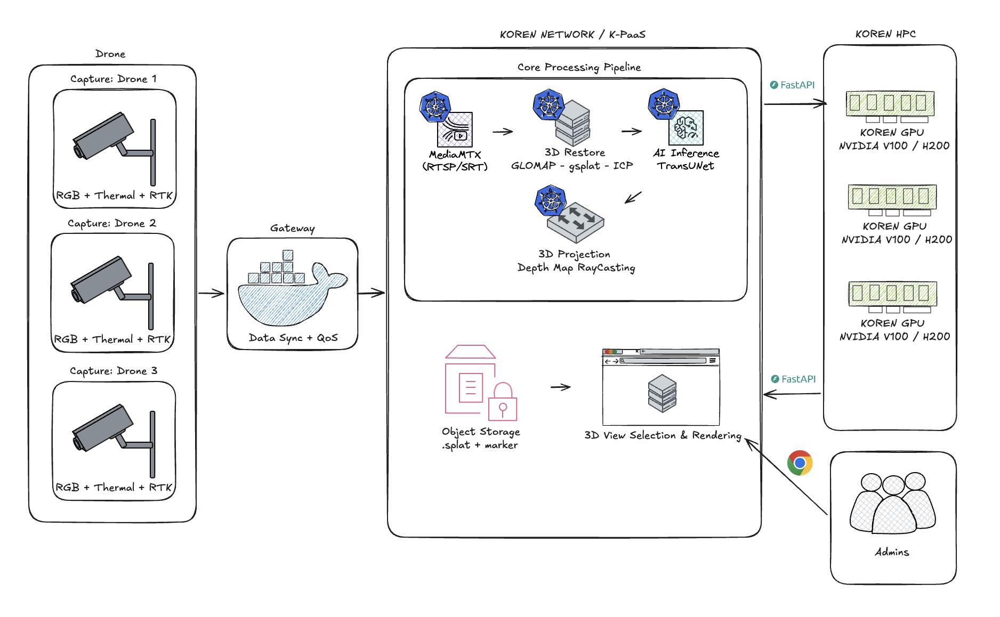 Drone
Capture: Drone 1
RGB + Thermal + RTK
Capture: Drone 2
RGB + Thermal + RTK
Capture: Drone 3
RGB + Thermal + RTK
Gateway
Data Sync + QoS
KOREN NETWORK / K-PaaS
Core Processing Pipeline
MediaMTX
(RTSP/SRT)
3D Restore
GLOMAP - gsplat - ICP
AI Inference
TransUNet
3D Projection
Depth Map RayCasting
Object Storage
.splat + marker
3D View Selection & Rendering
FastAPI
FastAPI
KOREN HPC
KOREN GPU
NVIDIA V100 / H200
KOREN GPU
NVIDIA V100 / H200
KOREN GPU
NVIDIA V100 / H200
Admins